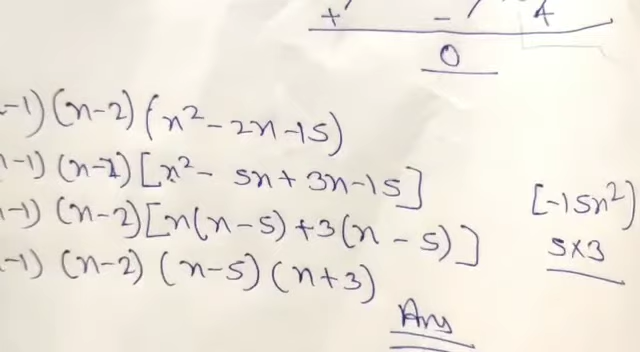 + - 4
0
-1) (n-2) (n²-2n-15)
n-1) (n-2) [n²- 5n+3n-15]
-1) (n-2) [n(n-5)+3(n-5)]
-1) (n-2) (n-5) (n+3)
[-15n²)
5×3
Ans